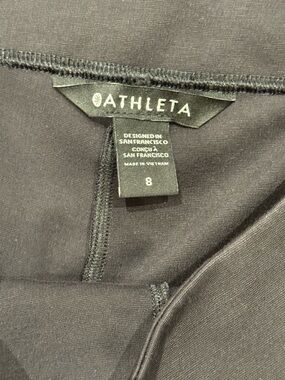 ATHLETA
DESIGNED IN
SAN FRANCISCO
CONÇU À
SAN FRANCISCO
MADE IN VIETNAM
8